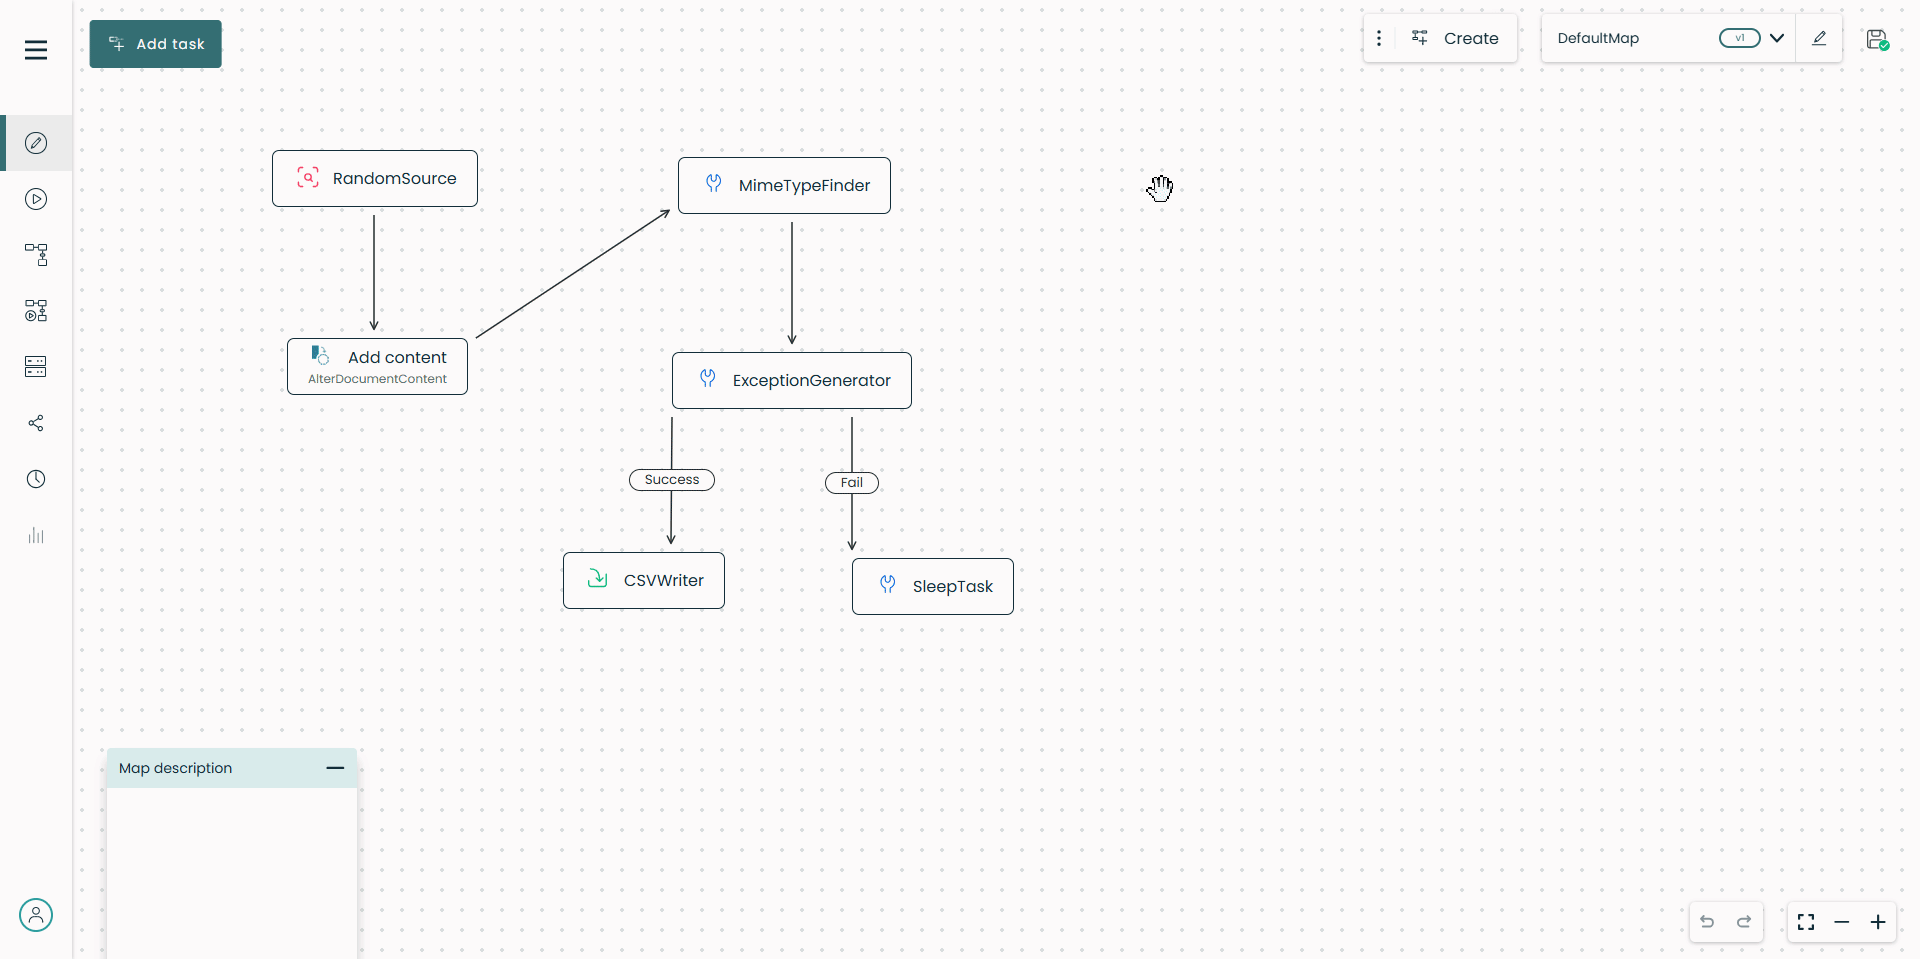 Add task
Create
DefaultMap
v1
RandomSource
MimeTypeFinder
Add content
AlterDocumentContent
ExceptionGenerator
Success
Fail
CSVWriter
SleepTask
Map description